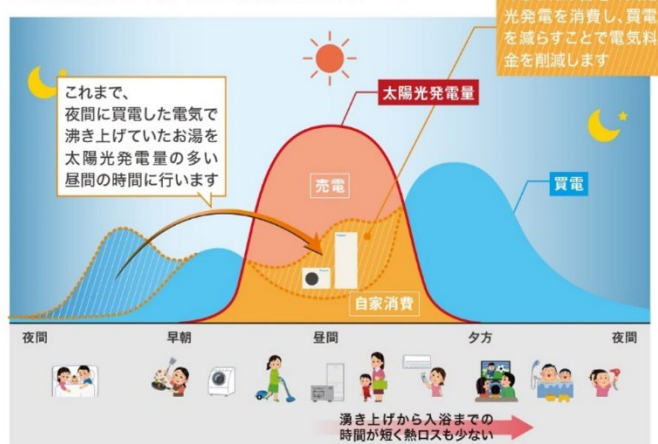 光発電を消費し、買電
を減らすことで電気料
金を削減します
太陽光発電量
これまで、
夜間に買電した電気で
沸き上げていたお湯を
太陽光発電量の多い
昼間の時間に行います
売電
買電
自家消費
夜間
早朝
昼間
夕方
夜間
湧き上げから入浴までの
時間が短く熱ロスも少ない